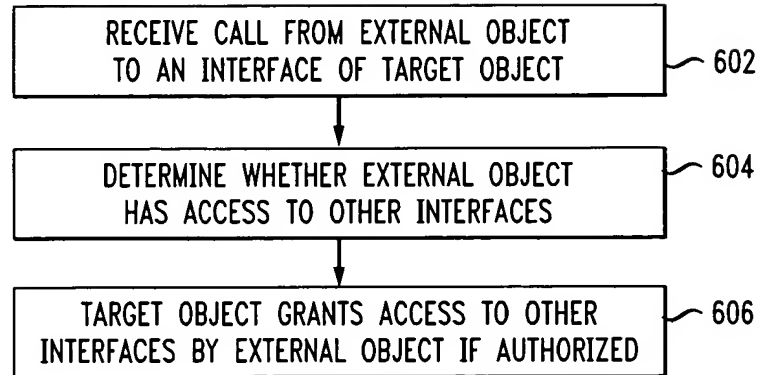 RECEIVE CALL FROM EXTERNAL OBJECT
TO AN INTERFACE OF TARGET OBJECT
602
DETERMINE WHETHER EXTERNAL OBJECT
HAS ACCESS TO OTHER INTERFACES
604
TARGET OBJECT GRANTS ACCESS TO OTHER
INTERFACES BY EXTERNAL OBJECT IF AUTHORIZED
606